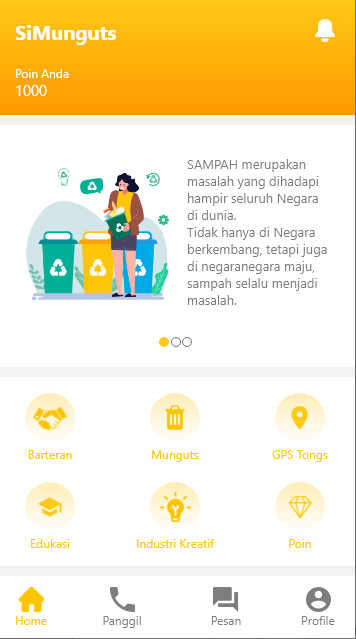 SiMunguts
Poin Anda
1000
SAMPAH merupakan
masalah yang dihadapi
hampir seluruh Negara
di dunia.
Tidak hanya di Negara
berkembang, tetapi juga
di negaranegara maju,
sampah selalu menjadi
masalah.
Barteran
Munguts
GPS Tongs
Edukasi
Industri Kreatif
Poin
Home
Panggil
Pesan
Profile